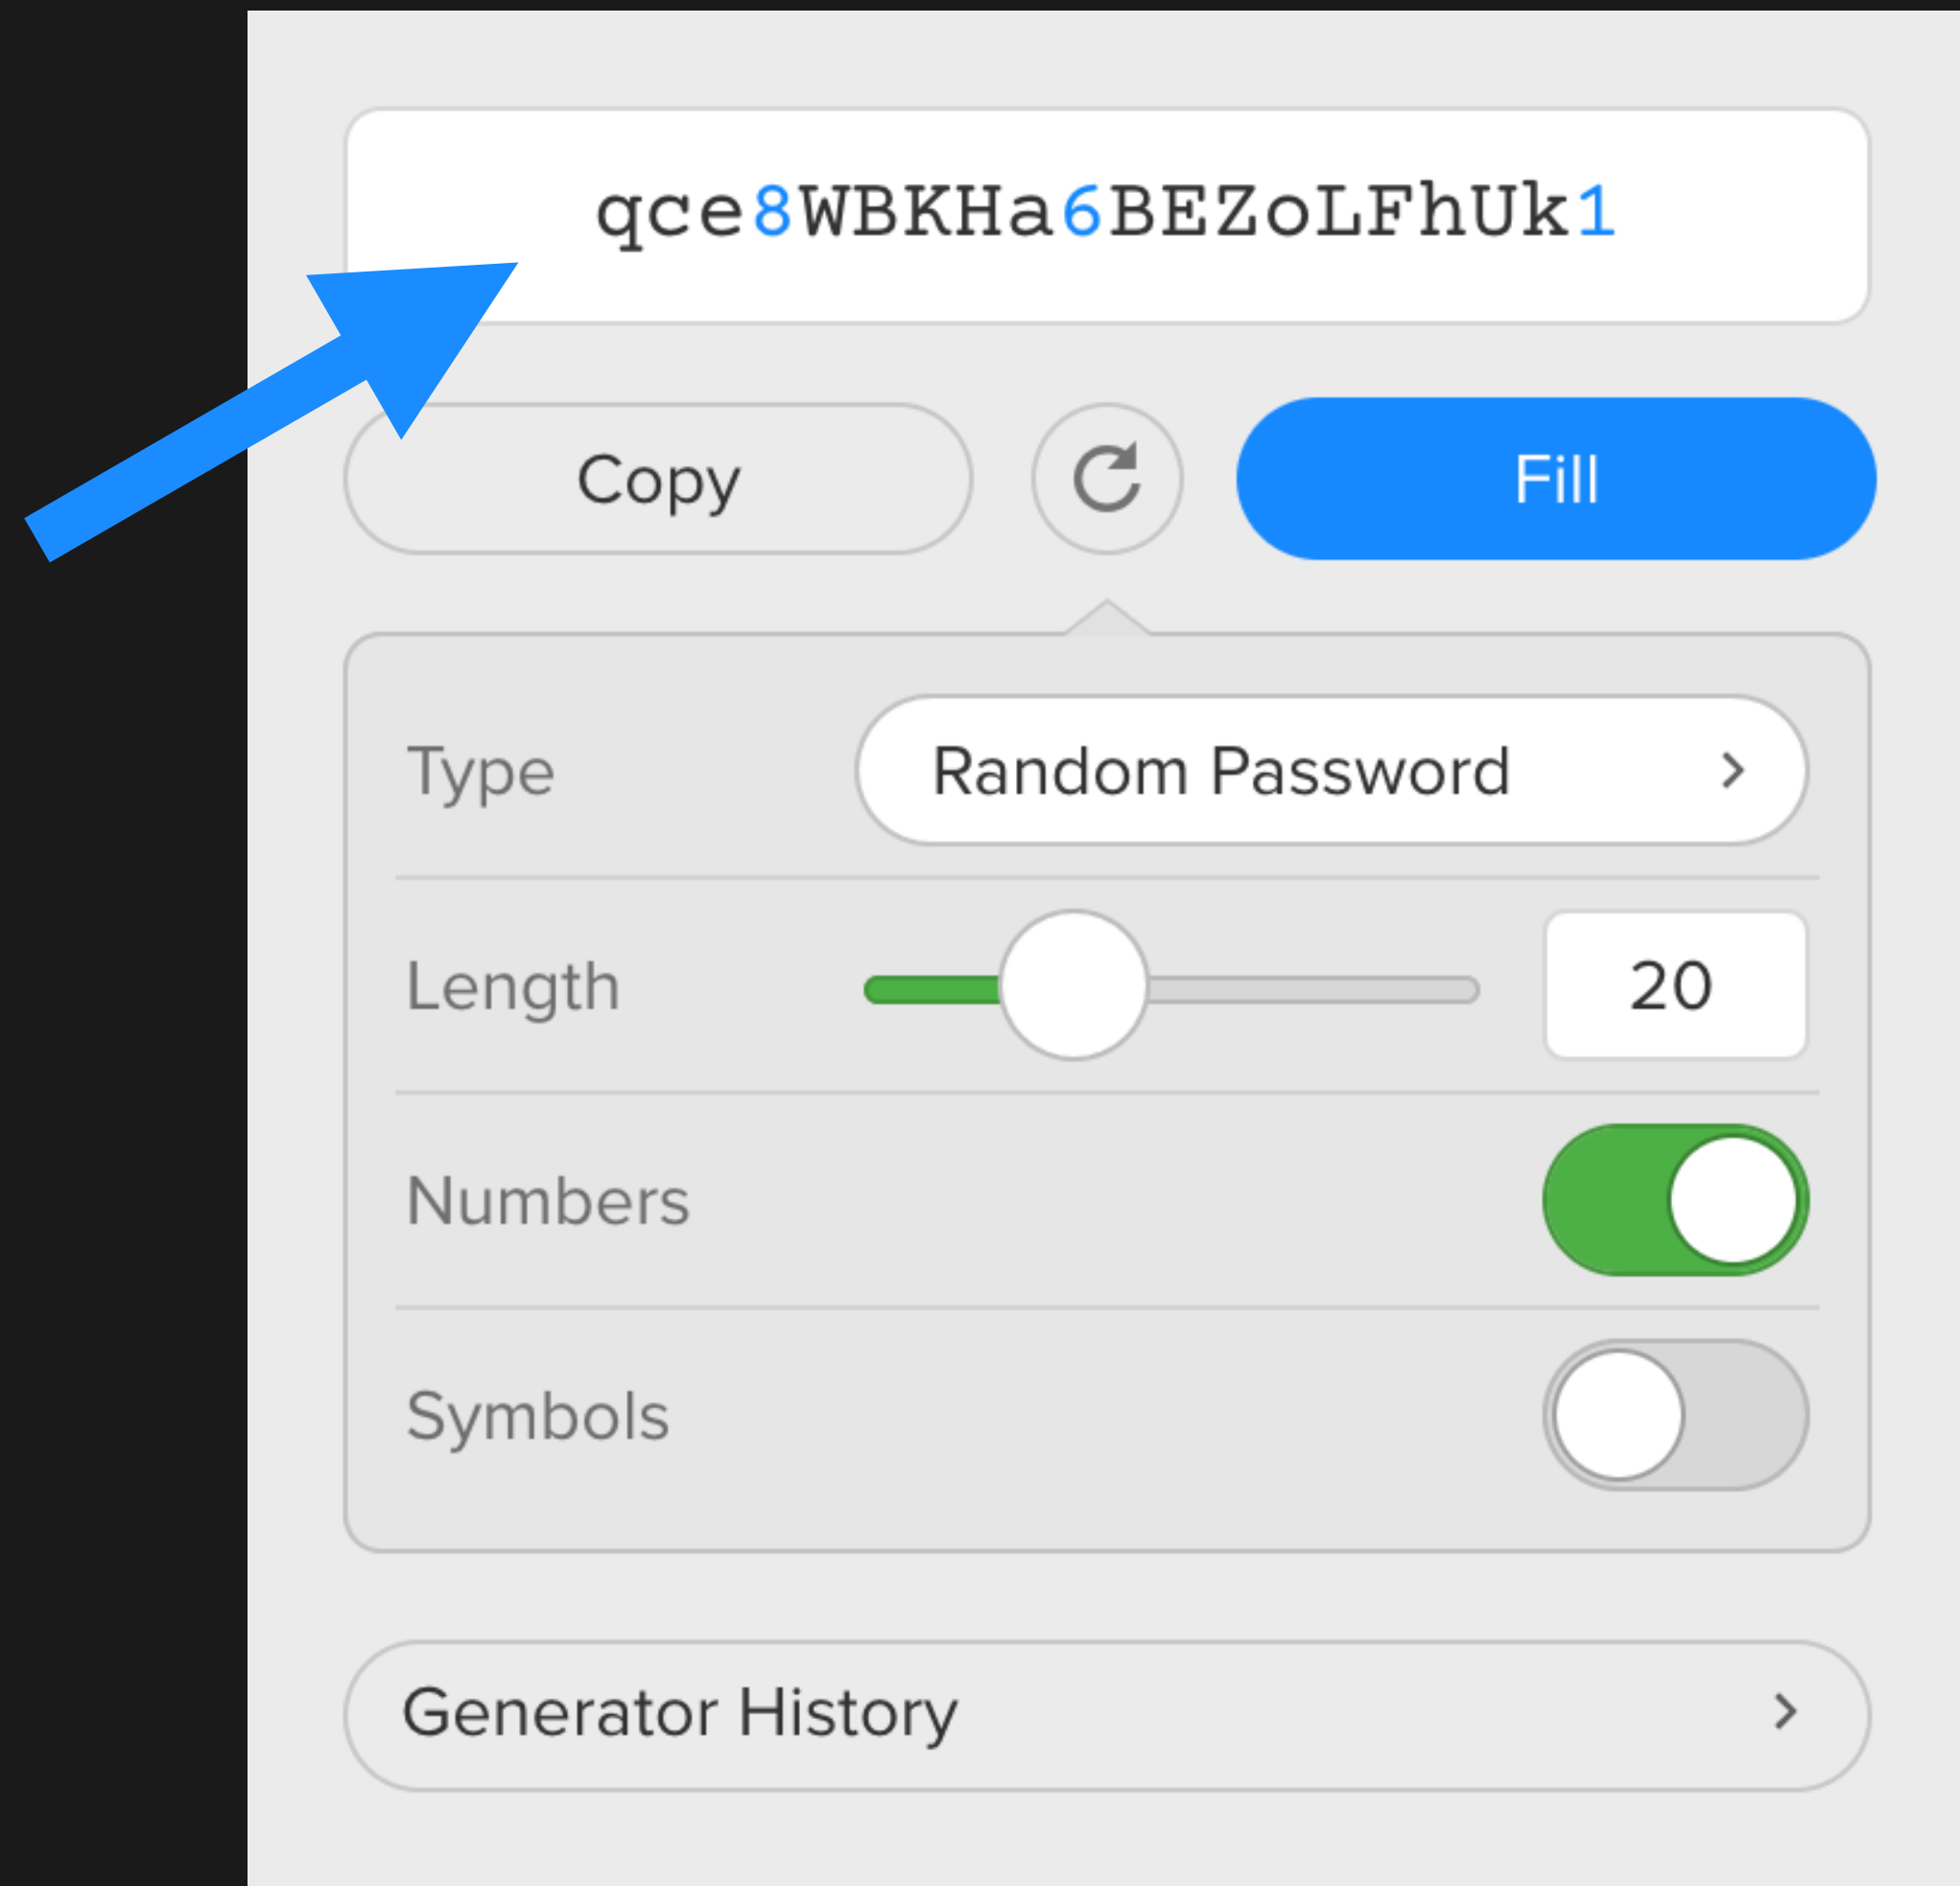 qce8WBKHa6BEZoLFhUk1
Copy
Fill
Type
Random Password
Length
20
Numbers
Symbols
Generator History